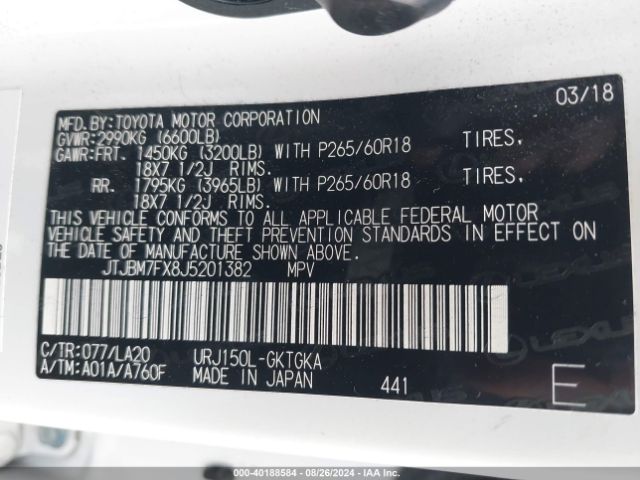 03/18
MFD.BY:TOYOTA MOTOR CORPORATION
GVWR:2990KG (6600LB)
GAWR:FRT. 1450KG (3200LB) WITH P265/60R18 TIRES,
18X7 1/2J RIMS.
RR. 1795KG (3965LB) WITH P265/60R18 TIRES,
18X7 1/2J RIMS.
THIS VEHICLE CONFORMS TO ALL APPLICABLE FEDERAL MOTOR
VEHICLE SAFETY AND THEFT PREVENTION STANDARDS IN EFFECT ON
THE DATE OF MANUFACTURE SHOWN ABOVE.
JTJBM7FX8J5201382 MPV
C/TR:077/LA20 URJ150L-GKTGKA
A/TM:A01A/A760F MADE IN JAPAN 441 E
LEXUS
000-40188584 / 08/26/2024 / IAA, Inc.